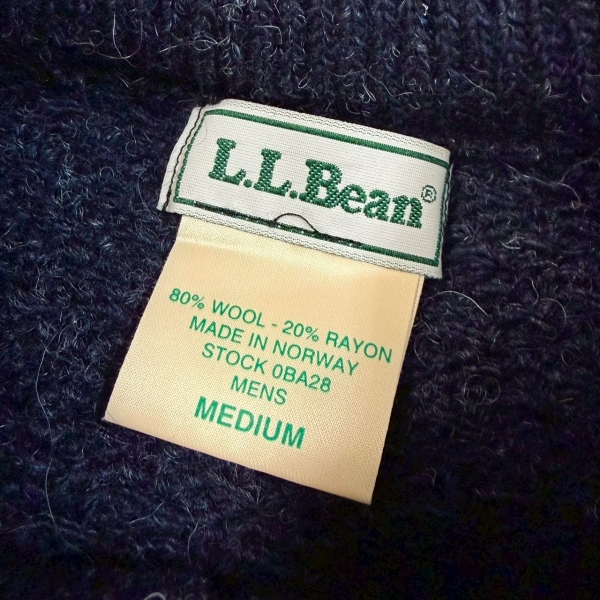 L.L.Bean®
80% WOOL - 20% RAYON
MADE IN NORWAY
STOCK 0BA28
MENS
MEDIUM